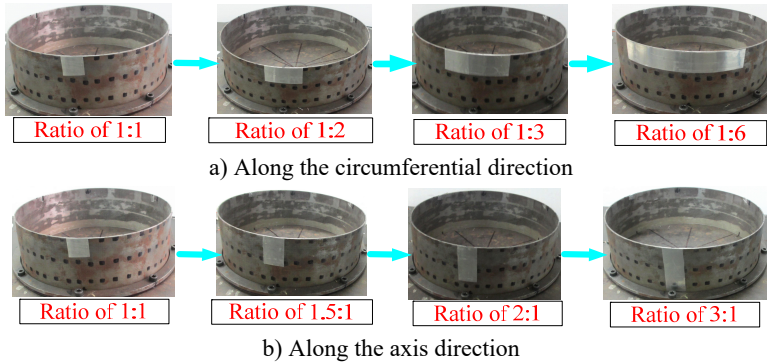 Ratio of 1:1 Ratio of 1:2 Ratio of 1:3 Ratio of 1:6
a) Along the circumferential direction
Ratio of 1:1 Ratio of 1.5:1 Ratio of 2:1 Ratio of 3:1
b) Along the axis direction